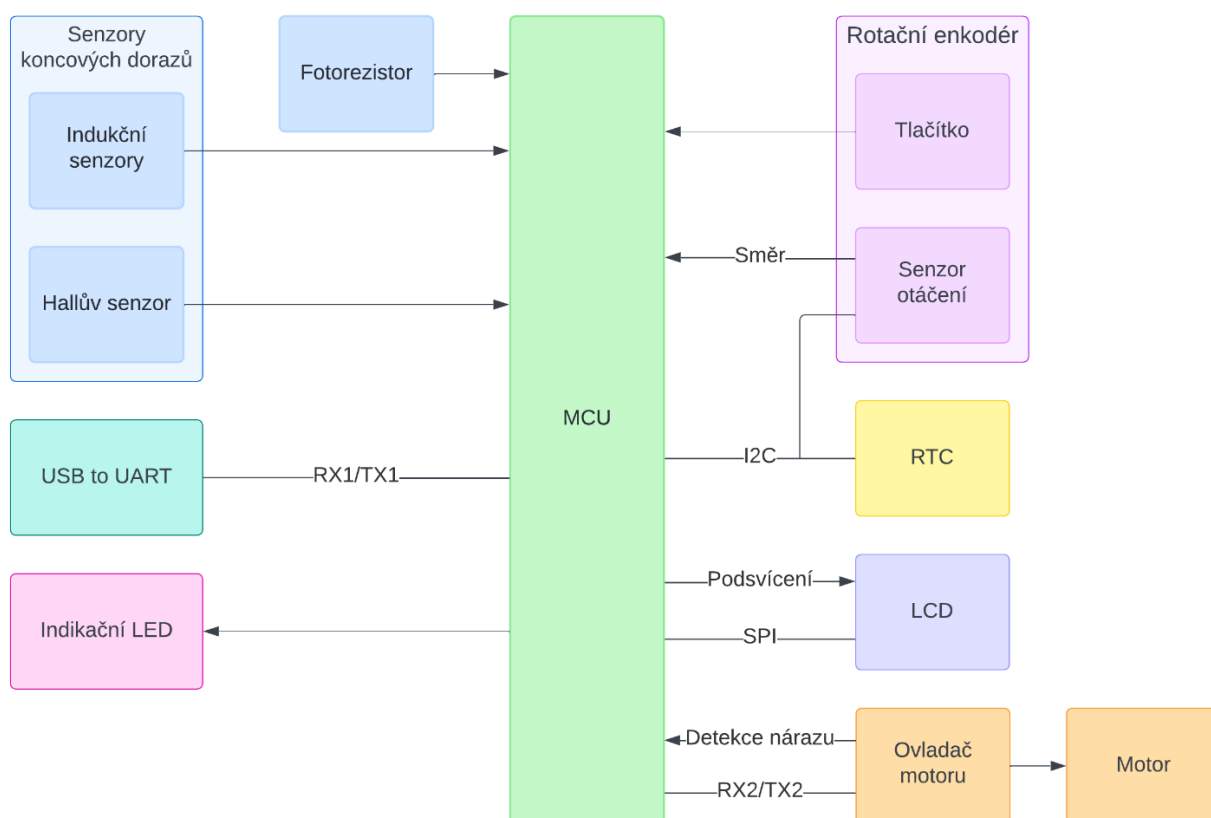 Senzory
koncových dorazů
Indukční
senzory
Hallův senzor
Fotorezistor
USB to UART
RX1/TX1
Indikační LED
MCU
Rotační enkodér
Tlačítko
Směr
Senzor
otáčení
I2C
RTC
Podsvícení
SPI
LCD
Detekce nárazu
RX2/TX2
Ovladač
motoru
Motor